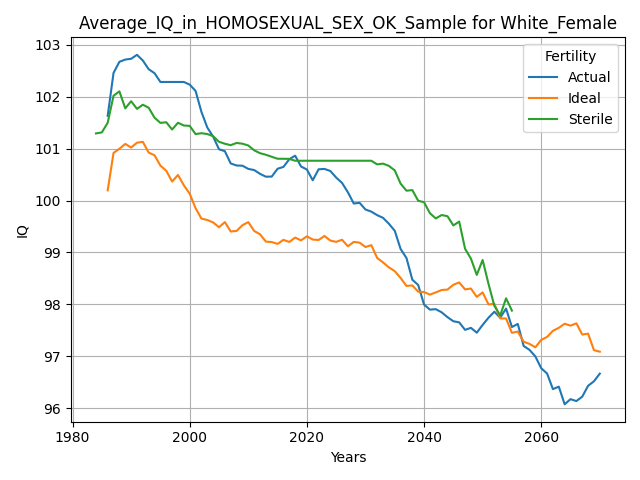 Average_IQ_in_HOMOSEXUAL_SEX_OK_Sample for White_Female
Fertility
Actual
Ideal
Sterile
IQ
103
102
101
100
99
98
97
96
1980
2000
2020
2040
2060
Years